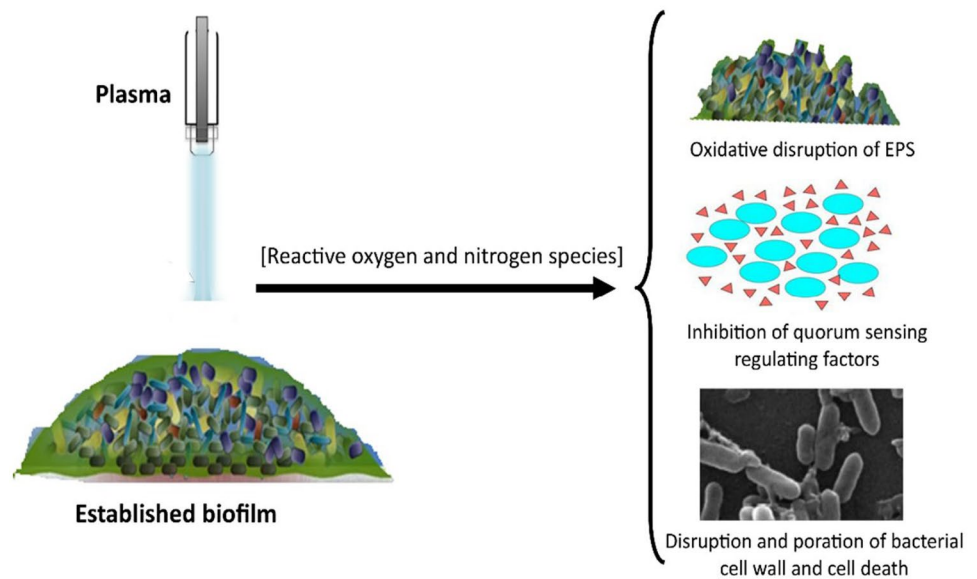 Plasma
[Reactive oxygen and nitrogen species]
Established biofilm
Oxidative disruption of EPS
Inhibition of quorum sensing
regulating factors
Disruption and poration of bacterial
cell wall and cell death